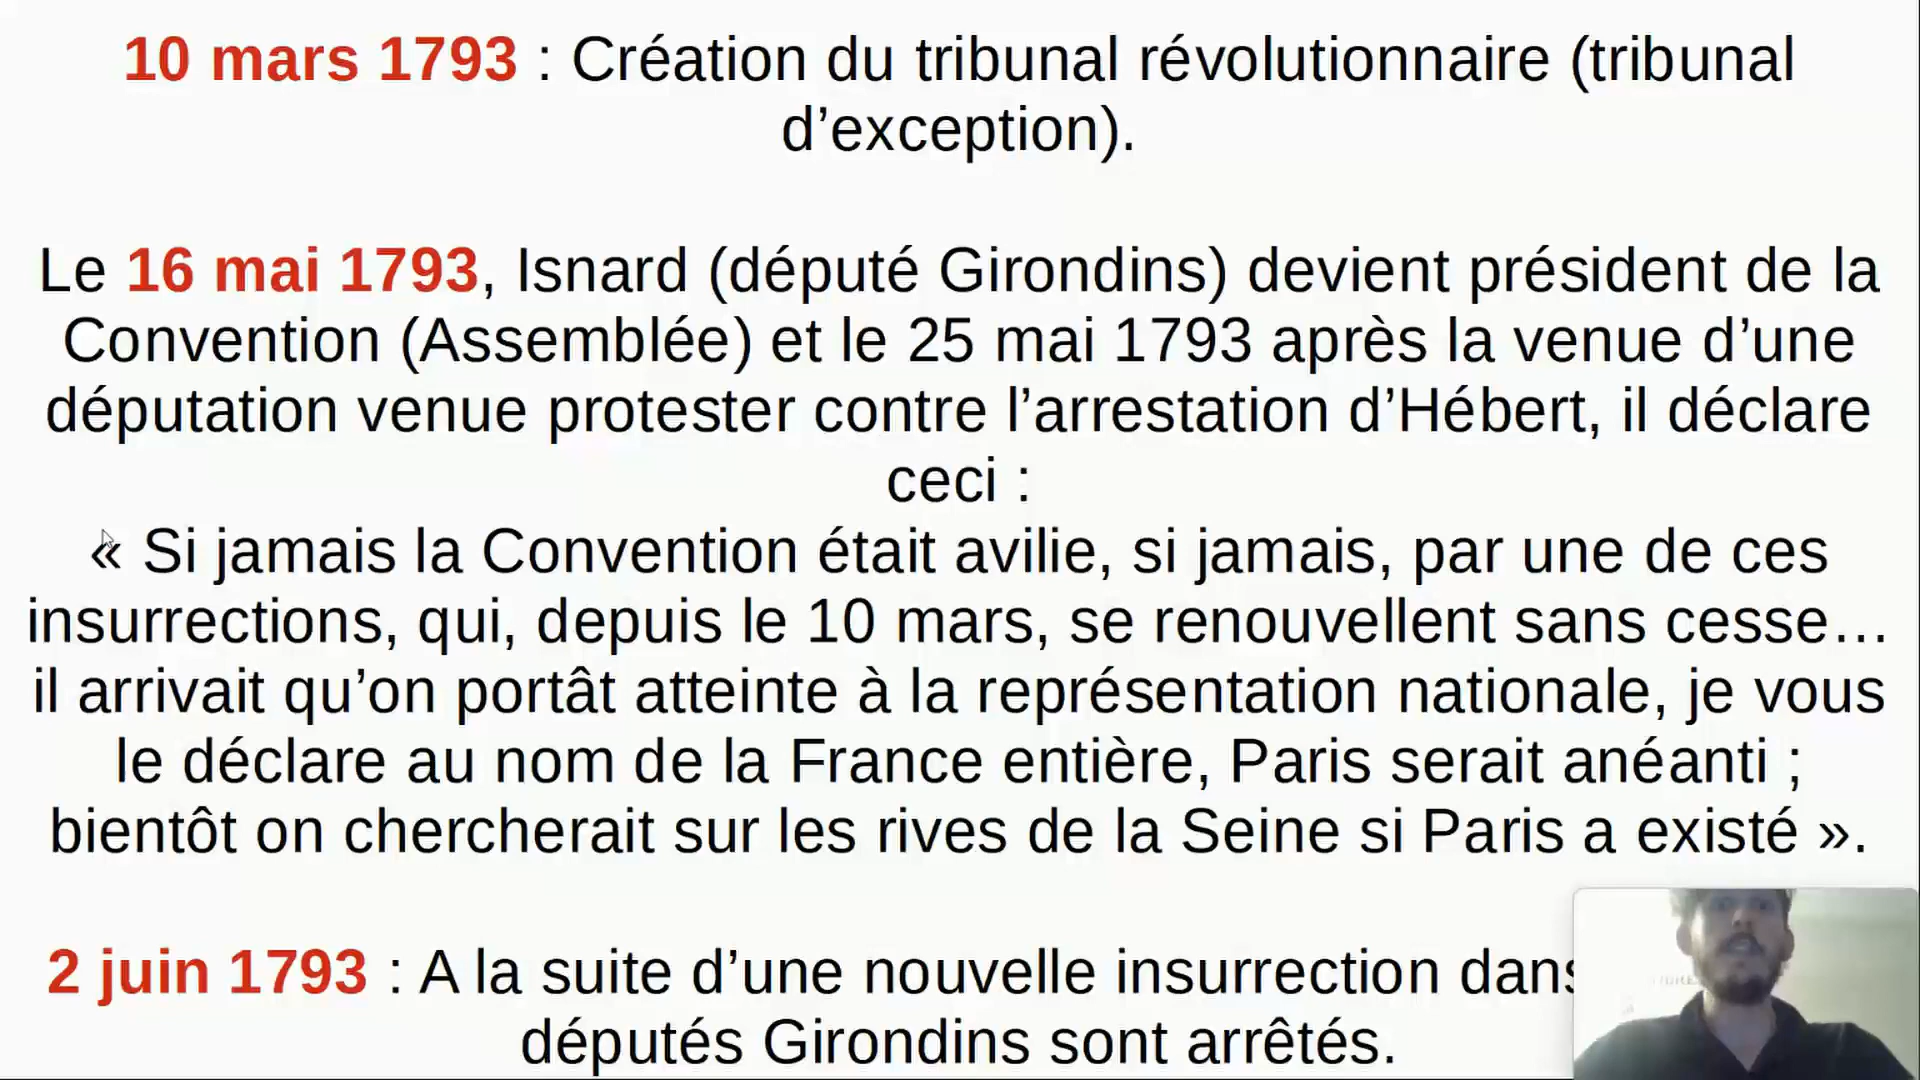 10 mars 1793 : Création du tribunal révolutionnaire (tribunal
d’exception).
Le 16 mai 1793, Isnard (député Girondins) devient président de la
Convention (Assemblée) et le 25 mai 1793 après la venue d’une
députation venue protester contre l’arrestation d’Hébert, il déclare
ceci :
« Si jamais la Convention était avilie, si jamais, par une de ces
insurrections, qui, depuis le 10 mars, se renouvellent sans cesse…
il arrivait qu’on portât atteinte à la représentation nationale, je vous
le déclare au nom de la France entière, Paris serait anéanti ;
bientôt on chercherait sur les rives de la Seine si Paris a existé ».
2 juin 1793 : A la suite d’une nouvelle insurrection dans
députés Girondins sont arrêtés.